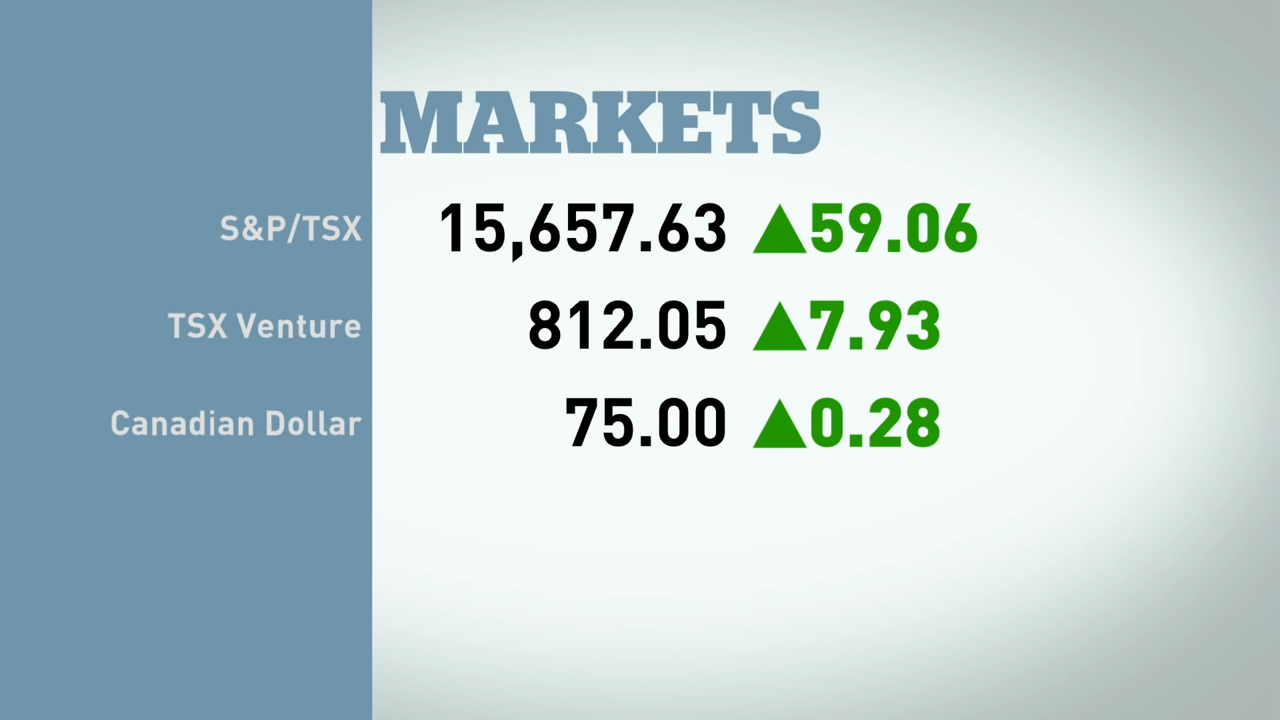 MARKETS
S&P/TSX 15,657.63 ▲59.06
TSX Venture 812.05 ▲7.93
Canadian Dollar 75.00 ▲0.28